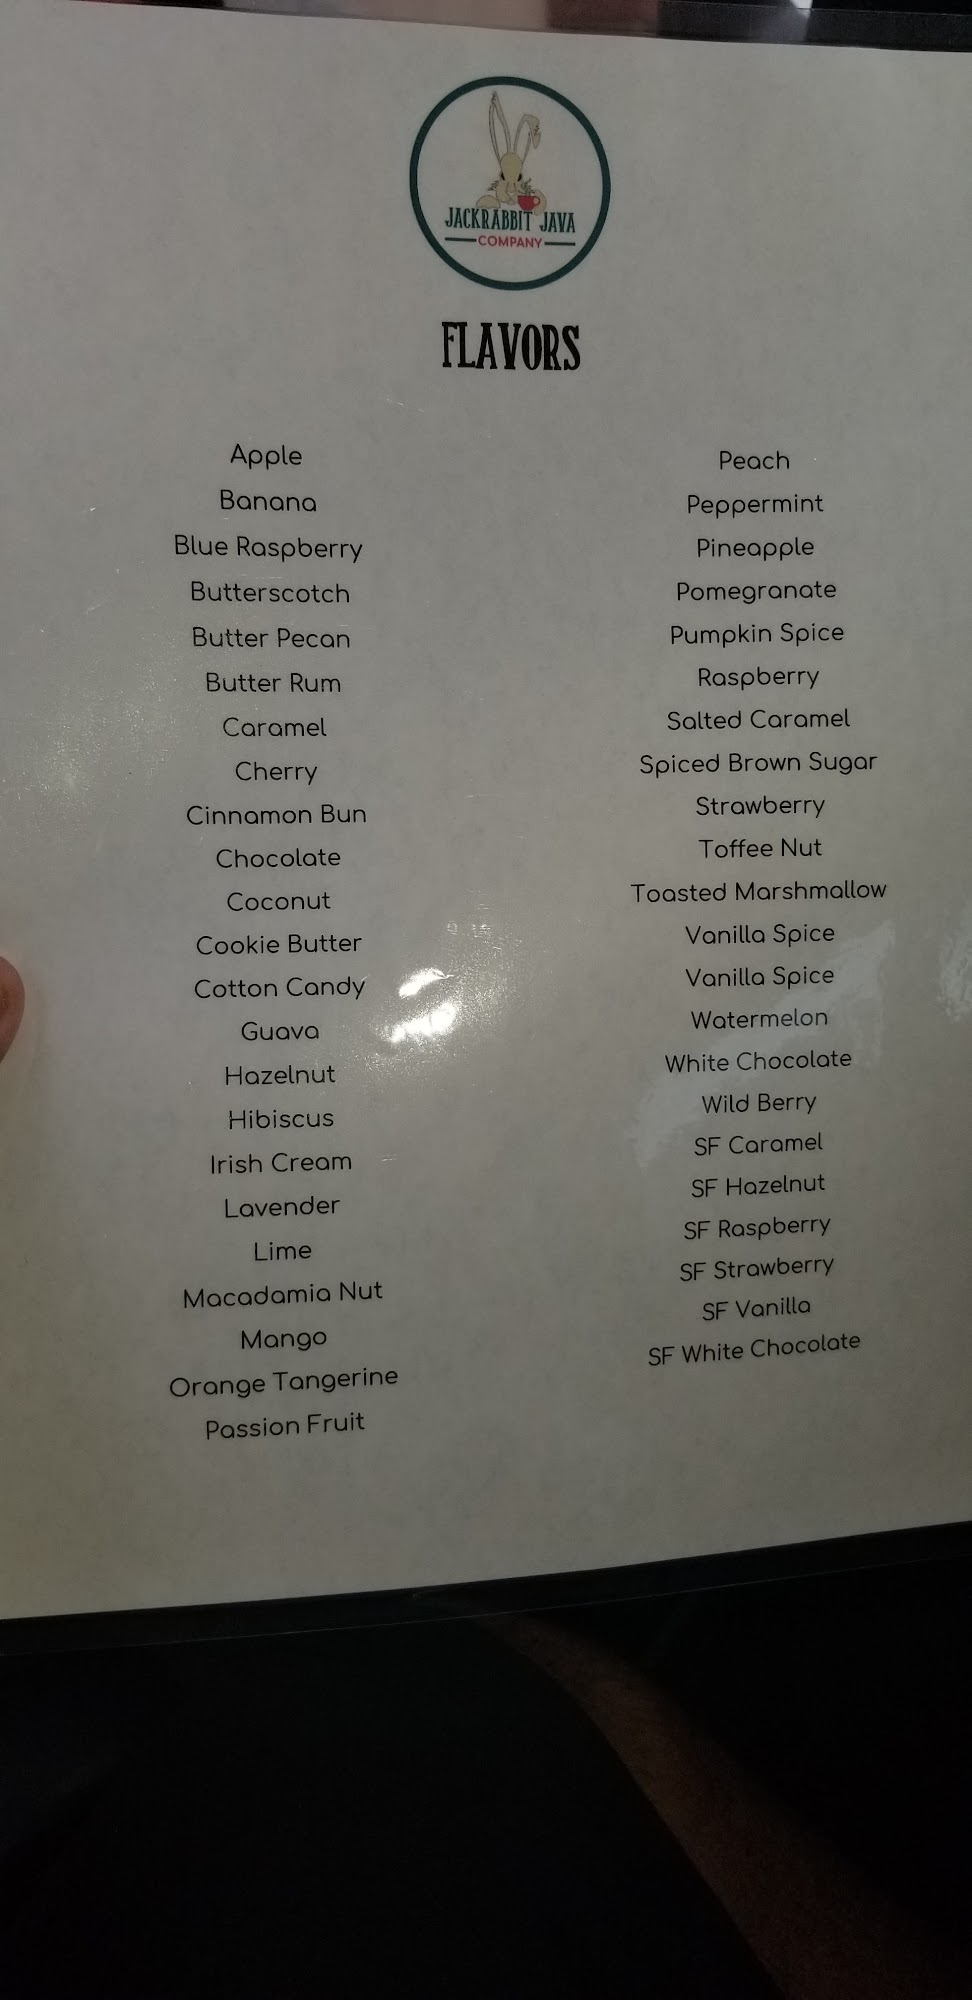 JACKRABBIT JAVA
COMPANY
FLAVORS
Apple
Banana
Blue Raspberry
Butterscotch
Butter Pecan
Butter Rum
Caramel
Cherry
Cinnamon Bun
Chocolate
Coconut
Cookie Butter
Cotton Candy
Guava
Hazelnut
Hibiscus
Irish Cream
Lavender
Lime
Macadamia Nut
Mango
Orange Tangerine
Passion Fruit
Peach
Peppermint
Pineapple
Pomegranate
Pumpkin Spice
Raspberry
Salted Caramel
Spiced Brown Sugar
Strawberry
Toffee Nut
Toasted Marshmallow
Vanilla Spice
Vanilla Spice
Watermelon
White Chocolate
Wild Berry
SF Caramel
SF Hazelnut
SF Raspberry
SF Strawberry
SF Vanilla
SF White Chocolate